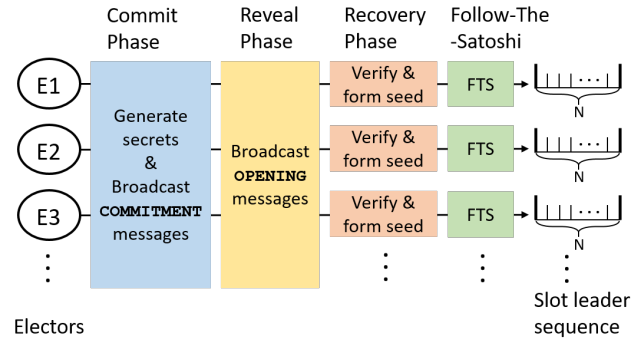 Commit
Phase
Reveal
Phase
Recovery
Phase
Follow-The
-Satoshi
E1
E2
E3
Generate
secrets
&
Broadcast
COMMITMENT
messages
Broadcast
OPENING
messages
Verify &
form seed
FTS
N
Verify &
form seed
FTS
N
Verify &
form seed
FTS
N
Electors
Slot leader
sequence